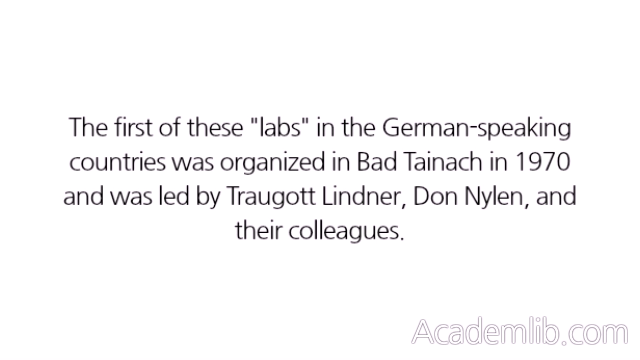 The first of these "labs" in the German-speaking
countries was organized in Bad Tainach in 1970
and was led by Traugott Lindner, Don Nylen, and
their colleagues.
Academlib.com